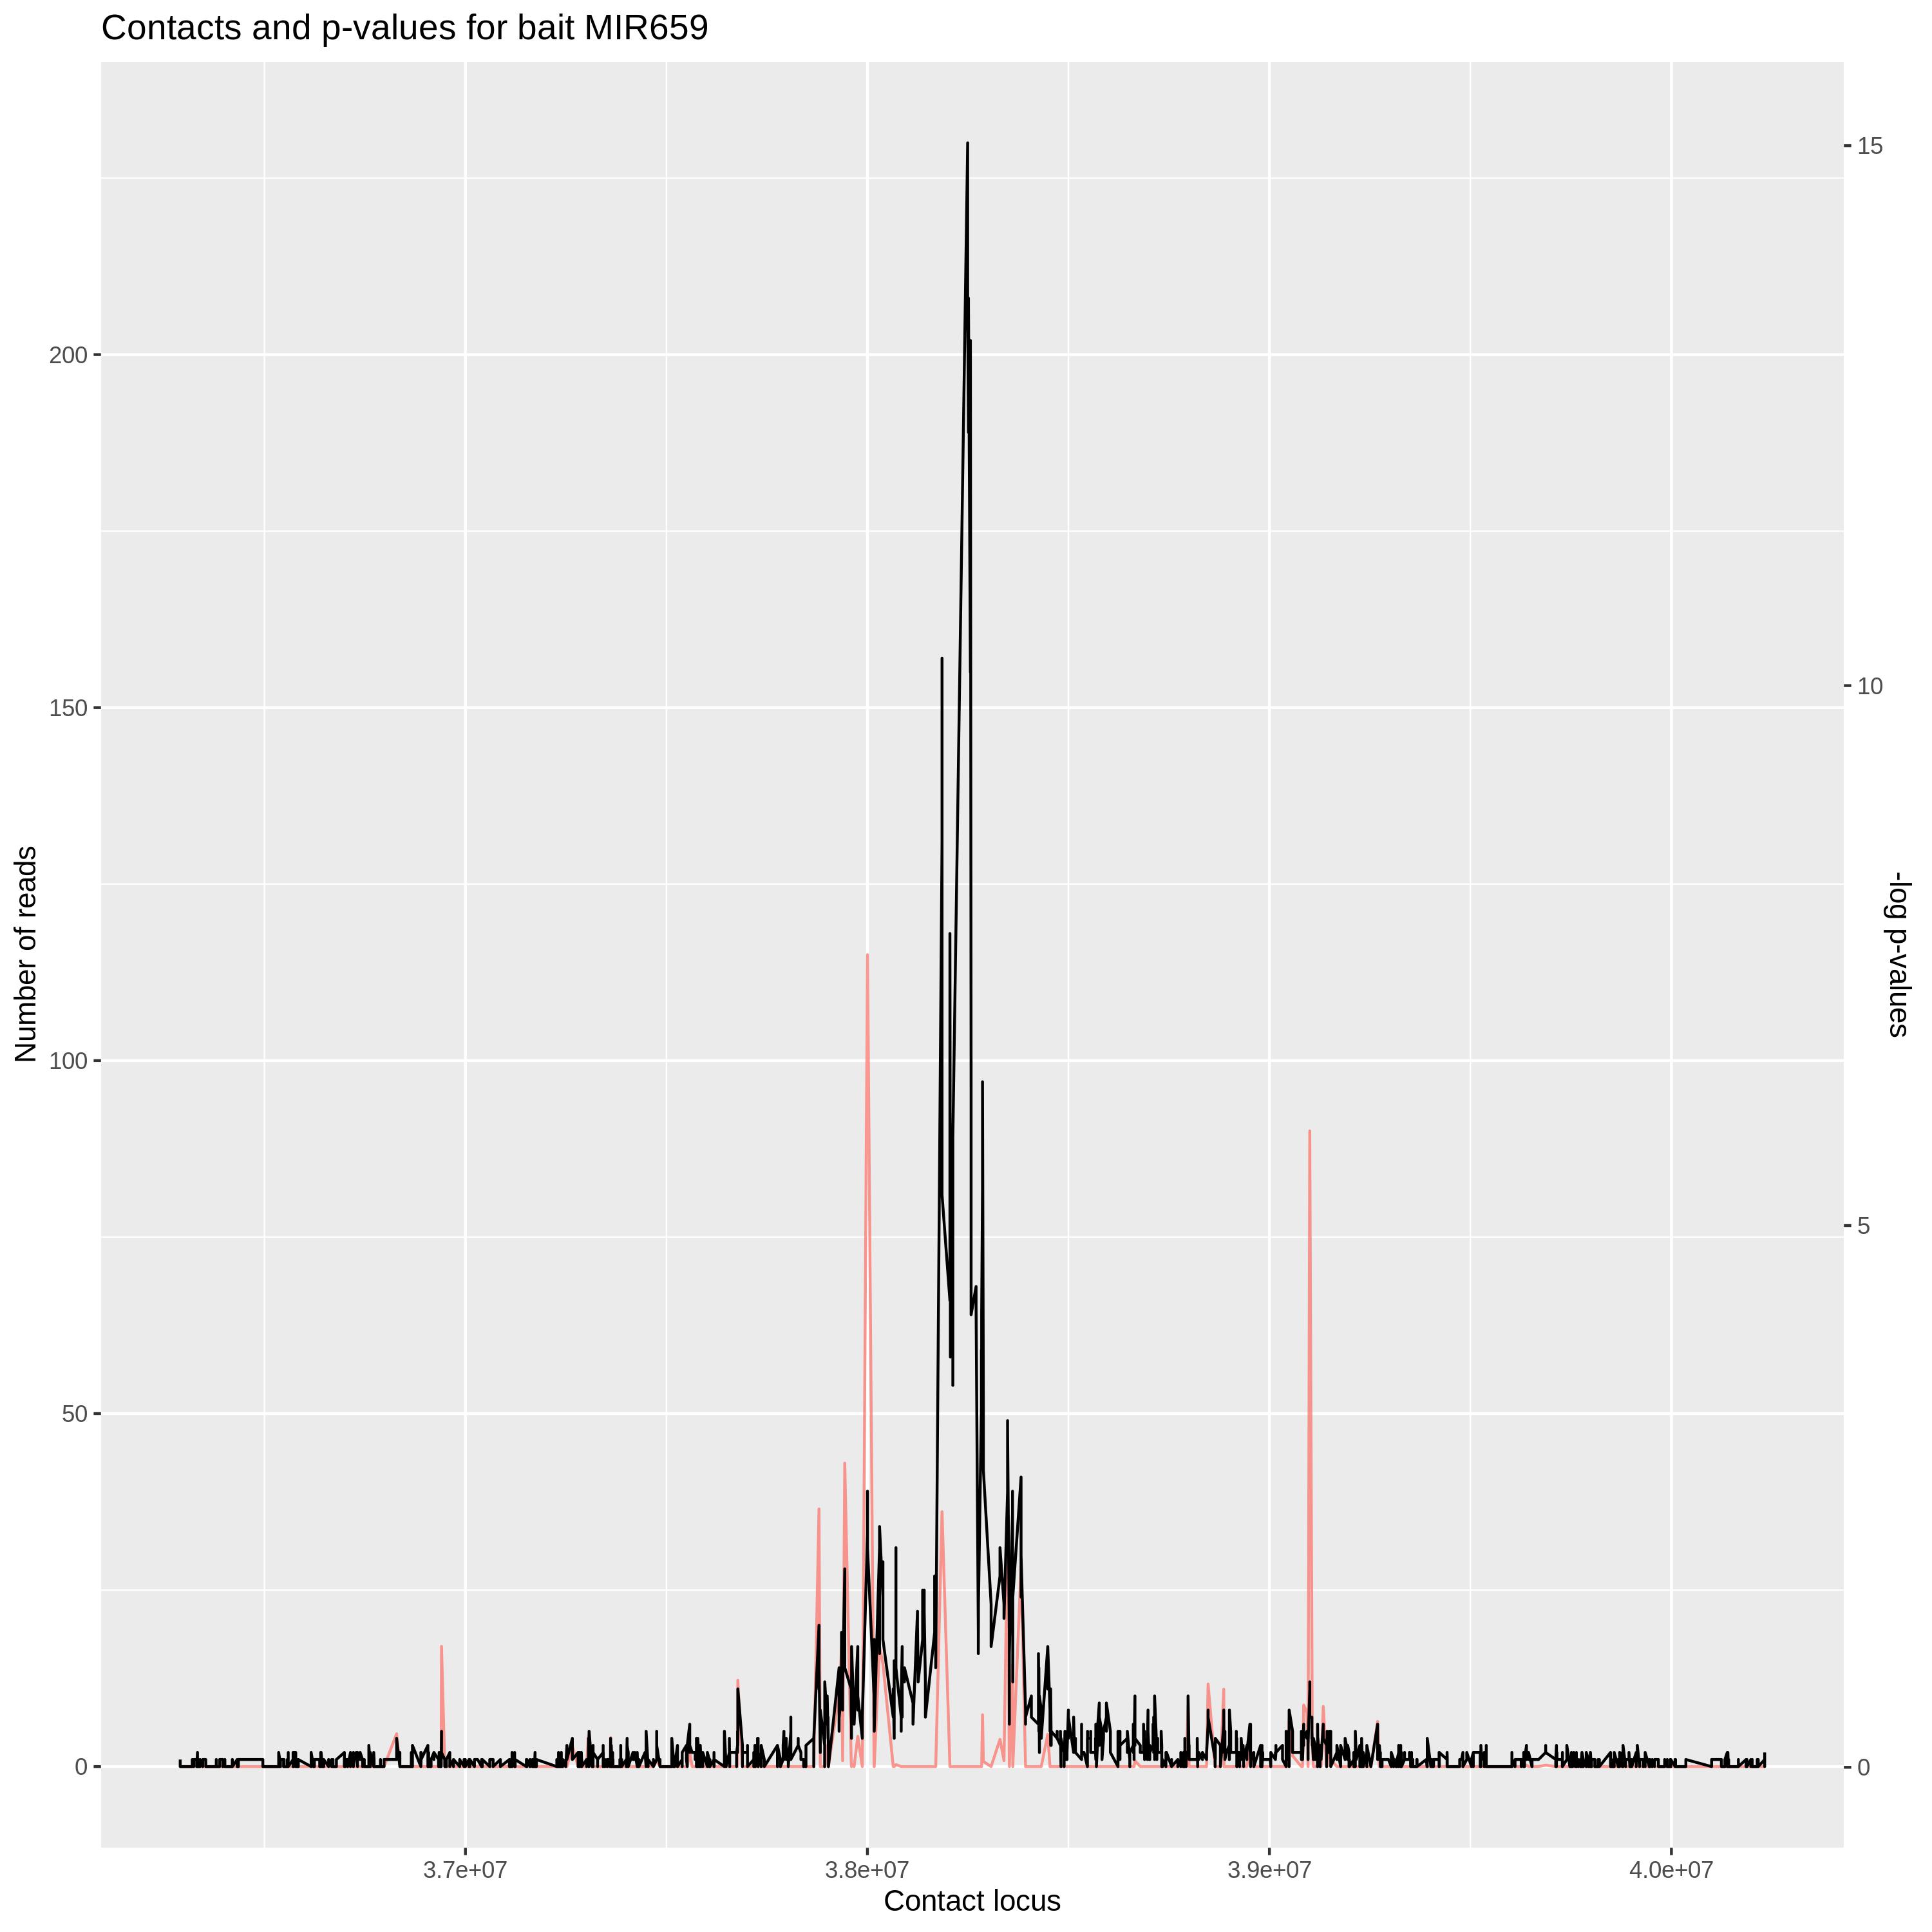 Contacts and p-values for bait MIR659
Number of reads
200
150
100
50
0
15
10
5
0
-log p-values
3.7e+07
3.8e+07
3.9e+07
4.0e+07
Contact locus